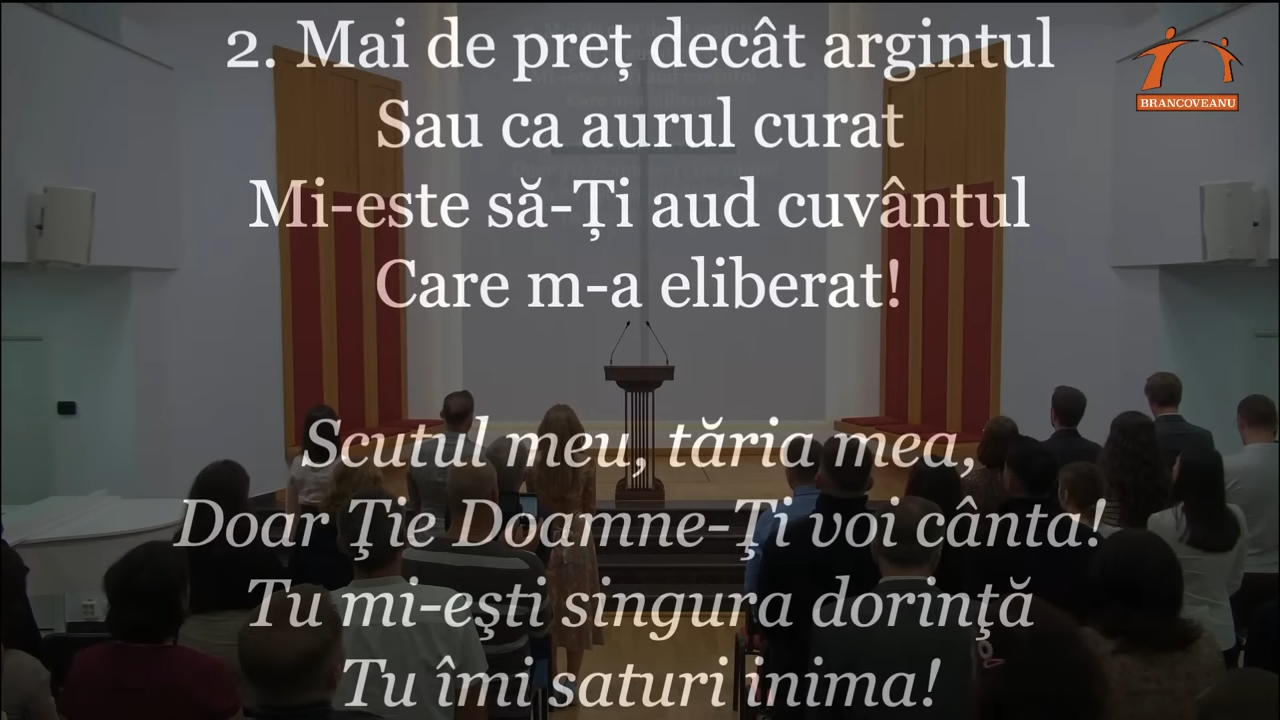 2. Mai de preț decât argintul
Sau ca aurul curat
Mi-este să-Ți aud cuvântul
Care m-a eliberat!
Scutul meu, tăria mea,
Doar Ţie Doamne-Ţi voi cânta!
Tu mi-eşti singura dorinţă
Tu îmi saturi inima!
BRANCOVEANU